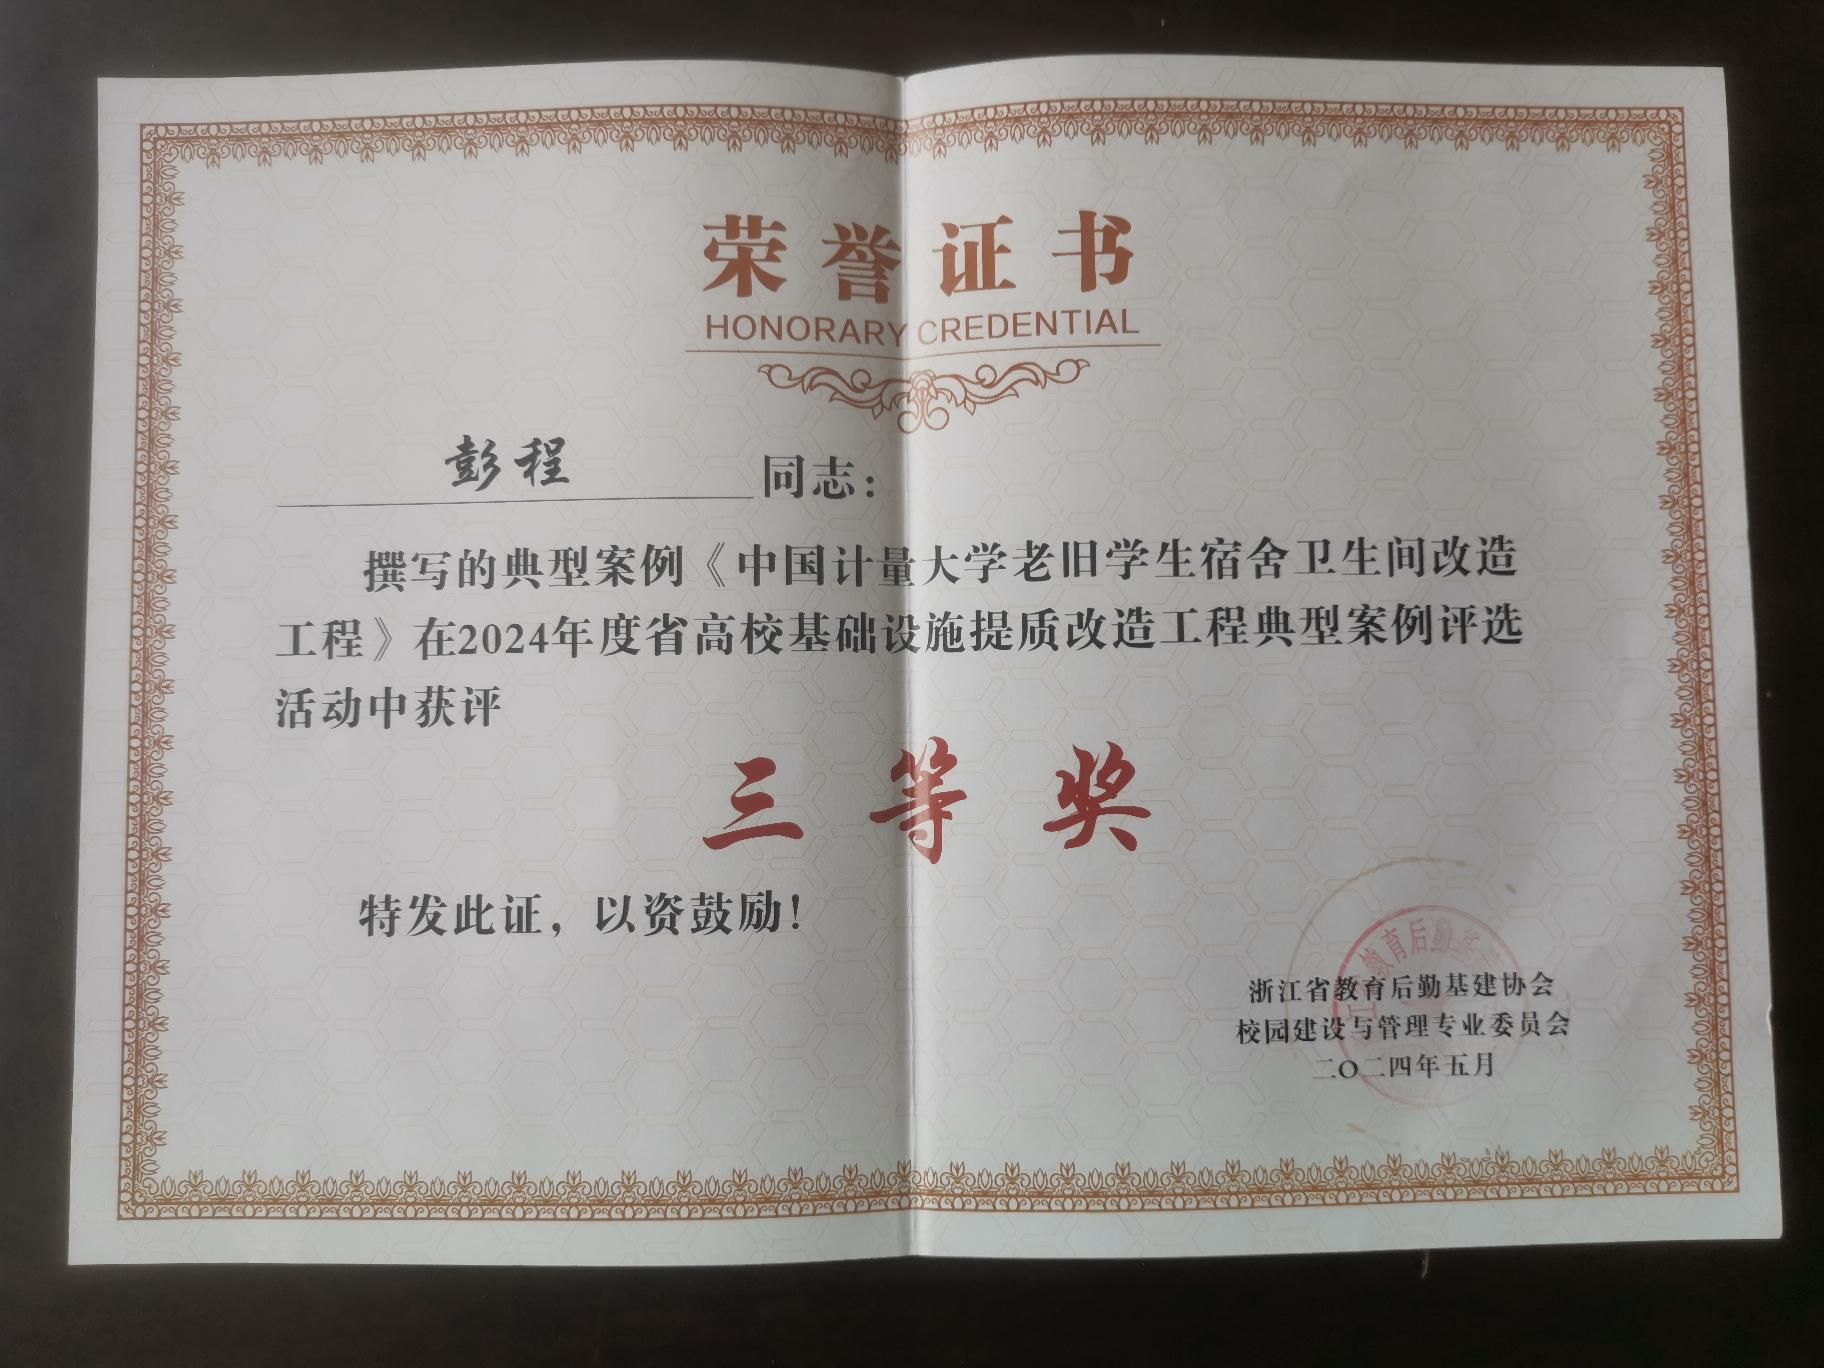 荣誉证书
HONORARY CREDENTIAL
彭程 同志：
撰写的典型案例《中国计量大学老旧学生宿舍卫生间改造
工程》在2024年度省高校基础设施提质改造工程典型案例评选
活动中获评
三等奖
特发此证，以资鼓励！
教育后勤基
浙江省教育后勤基建协会
校园建设与管理专业委员会
二〇二四年五月